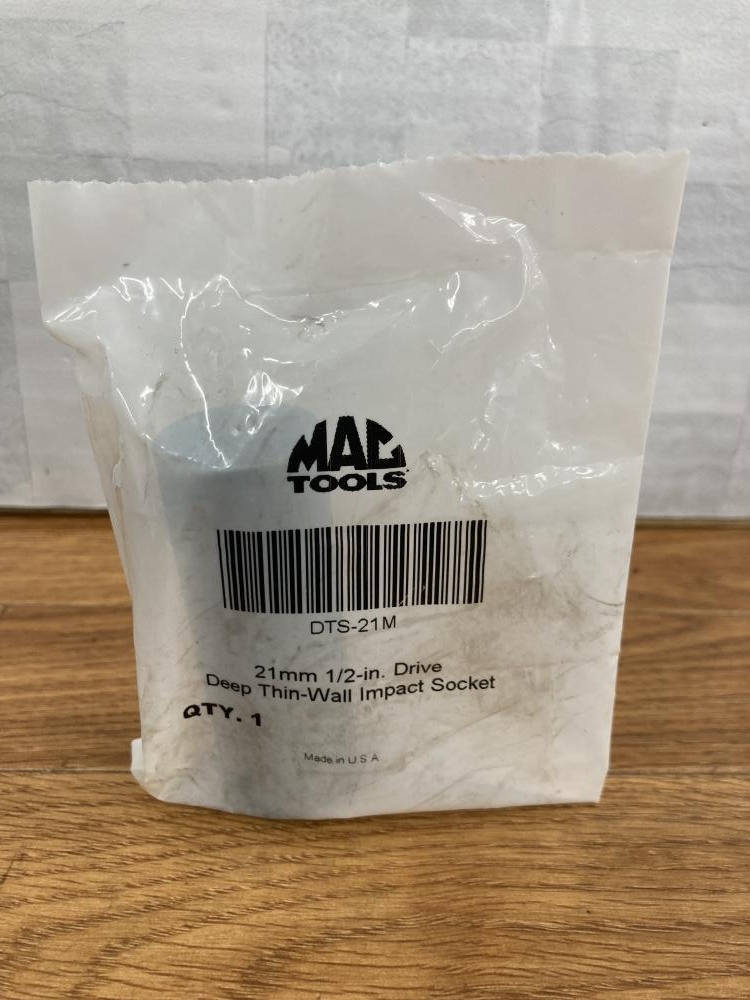 MAC
TOOLS
DTS-21M
21mm 1/2-in. Drive
Deep Thin-Wall Impact Socket
QTY. 1
Made in U S A